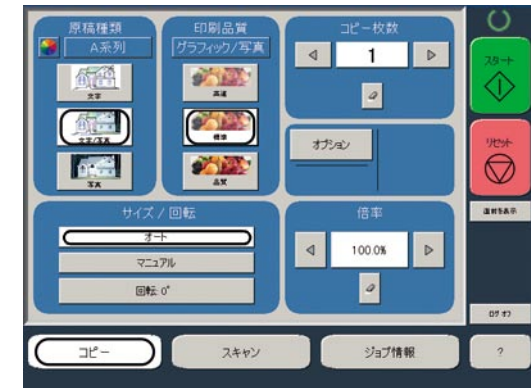 原稿種類
A系列
文字
文字/写真
写真
印刷品質
グラフィック/写真
高速
標準
品質
コピー枚数
1
オプション
サイズ / 回転
オート
マニュアル
回転: 0°
倍率
100.0%
スタート
リセット
ログ オフ
コピー
スキャン
ジョブ情報
?